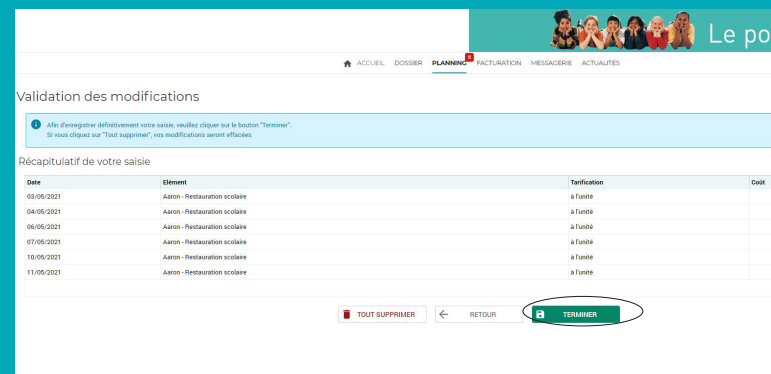 Le po
ACCUEIL DOSSIER PLANNING 6 FACTURATION MESSAGERIE ACTUALITÉS
Validation des modifications
Afin d'enregistrer définitivement votre saisie, veuillez cliquer sur le bouton "Terminer".
Si vous cliquez sur "Tout supprimer", vos modifications seront effacées.
Récapitulatif de votre saisie
Date Elément Tarification Coût
03/05/2021 Aaron - Restauration scolaire à l'unité
04/05/2021 Aaron - Restauration scolaire à l'unité
06/05/2021 Aaron - Restauration scolaire à l'unité
07/05/2021 Aaron - Restauration scolaire à l'unité
10/05/2021 Aaron - Restauration scolaire à l'unité
11/05/2021 Aaron - Restauration scolaire à l'unité
TOUT SUPPRIMER RETOUR TERMINER